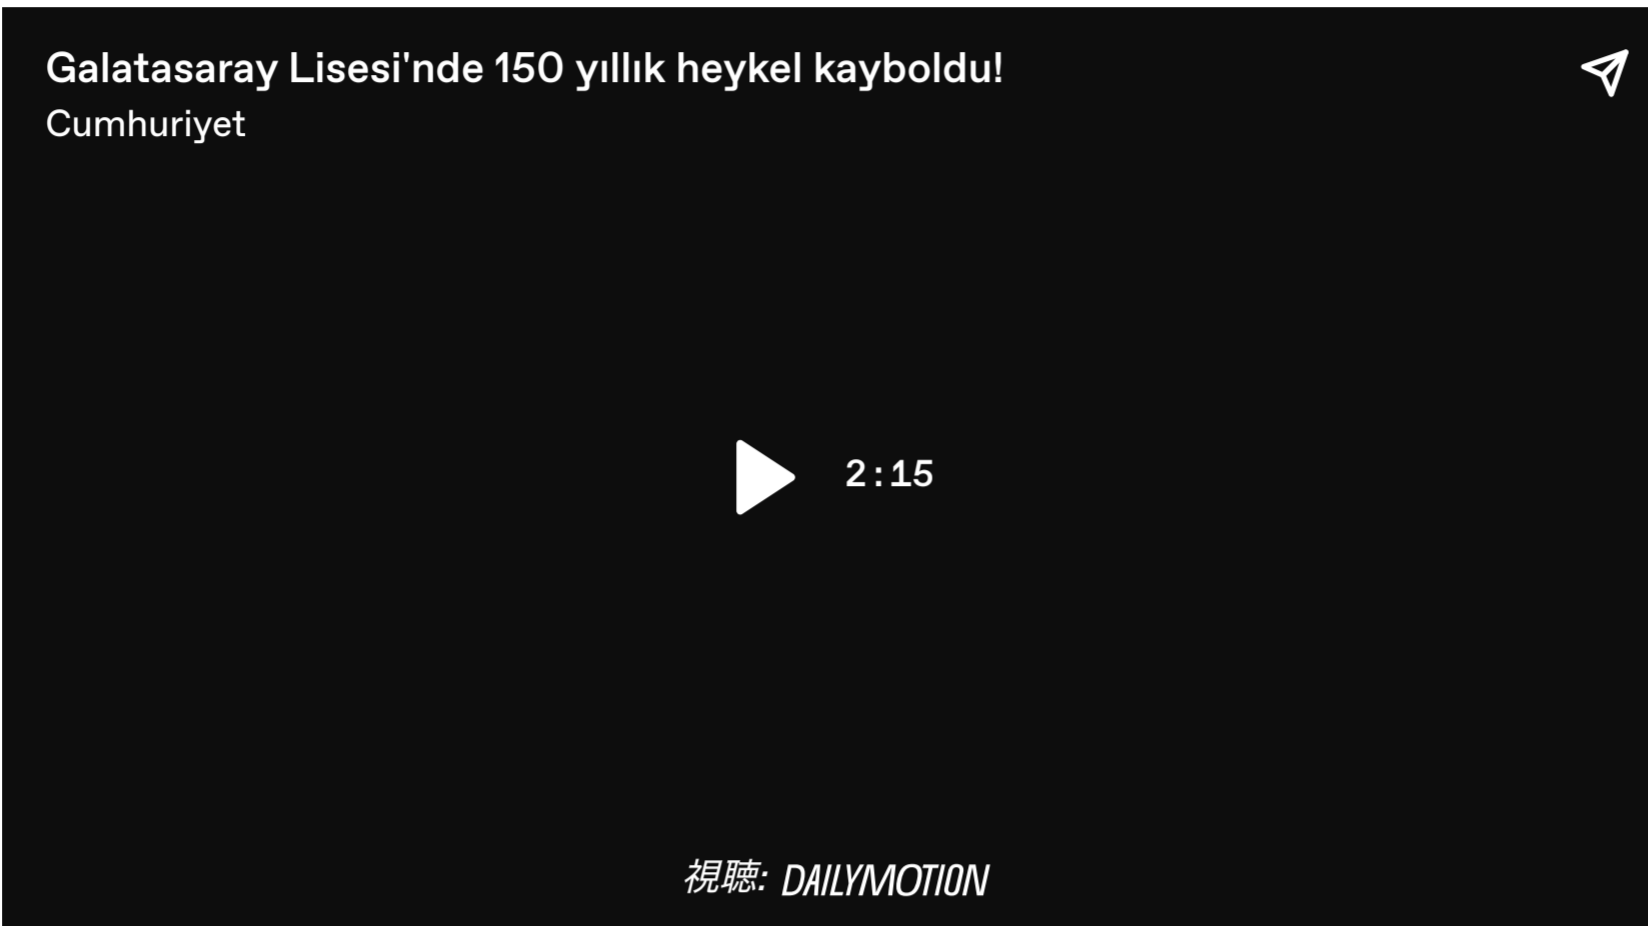 Galatasaray Lisesi'nde 150 yıllık heykel kayboldu!
Cumhuriyet
2:15
視聴: DAILYMOTION